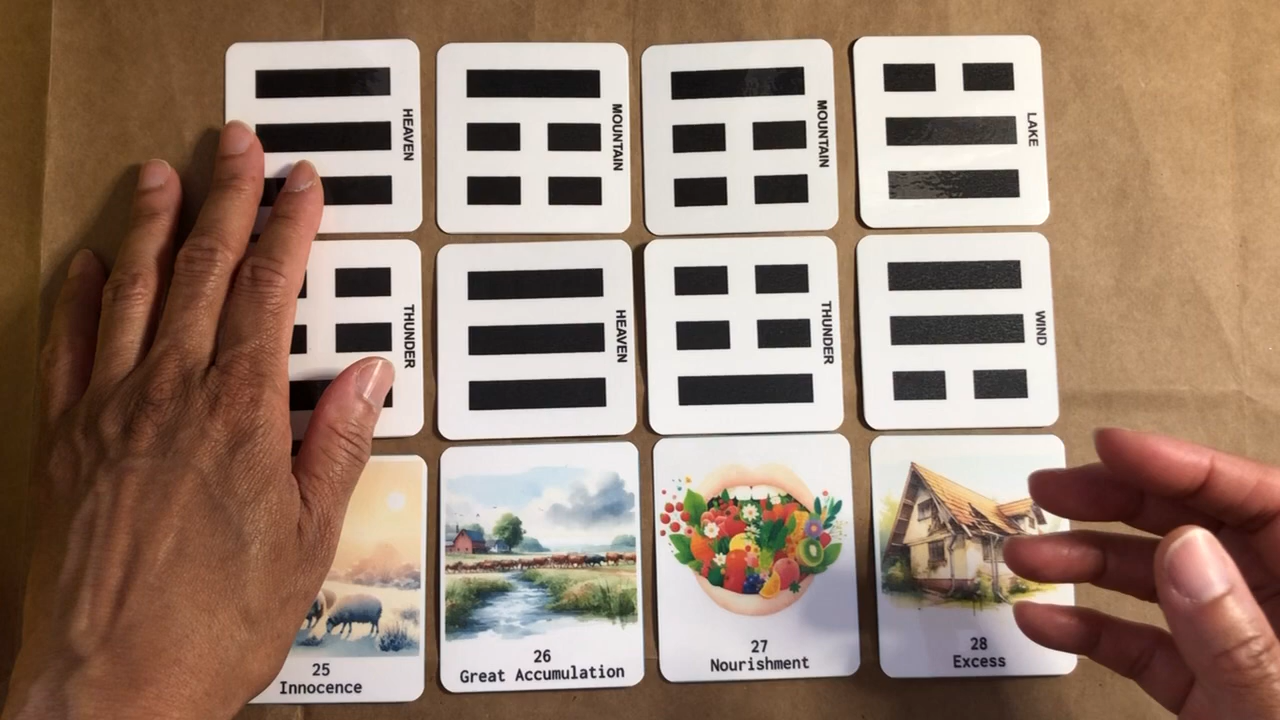 HEAVEN
MOUNTAIN
MOUNTAIN
LAKE
THUNDER
HEAVEN
THUNDER
WIND
25
Innocence
26
Great Accumulation
27
Nourishment
28
Excess